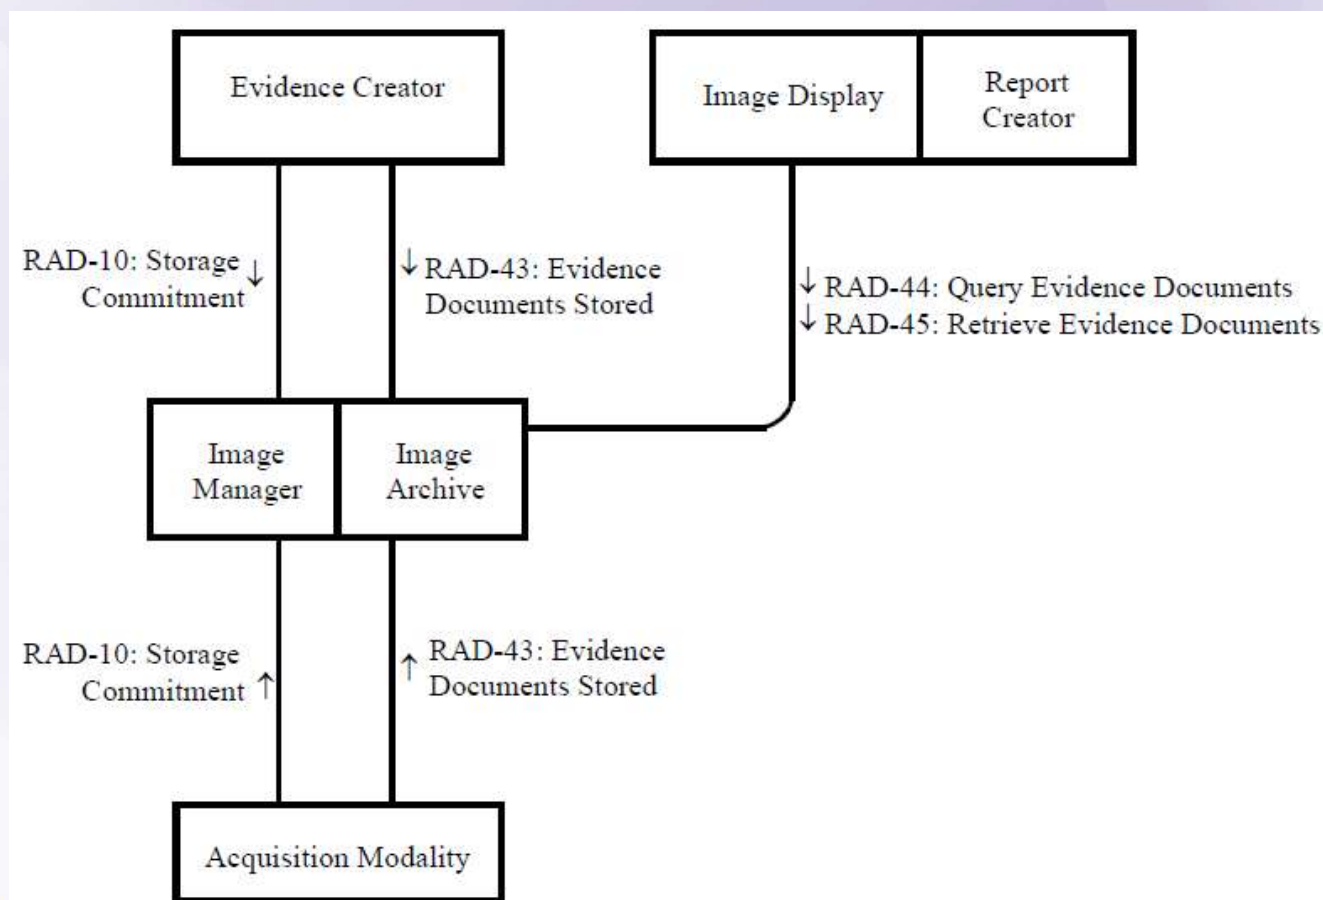 Evidence Creator
Image Display
Report
Creator
RAD-10: Storage
Commitment
RAD-43: Evidence
Documents Stored
RAD-44: Query Evidence Documents
RAD-45: Retrieve Evidence Documents
Image
Manager
Image
Archive
RAD-10: Storage
Commitment
RAD-43: Evidence
Documents Stored
Acquisition Modality